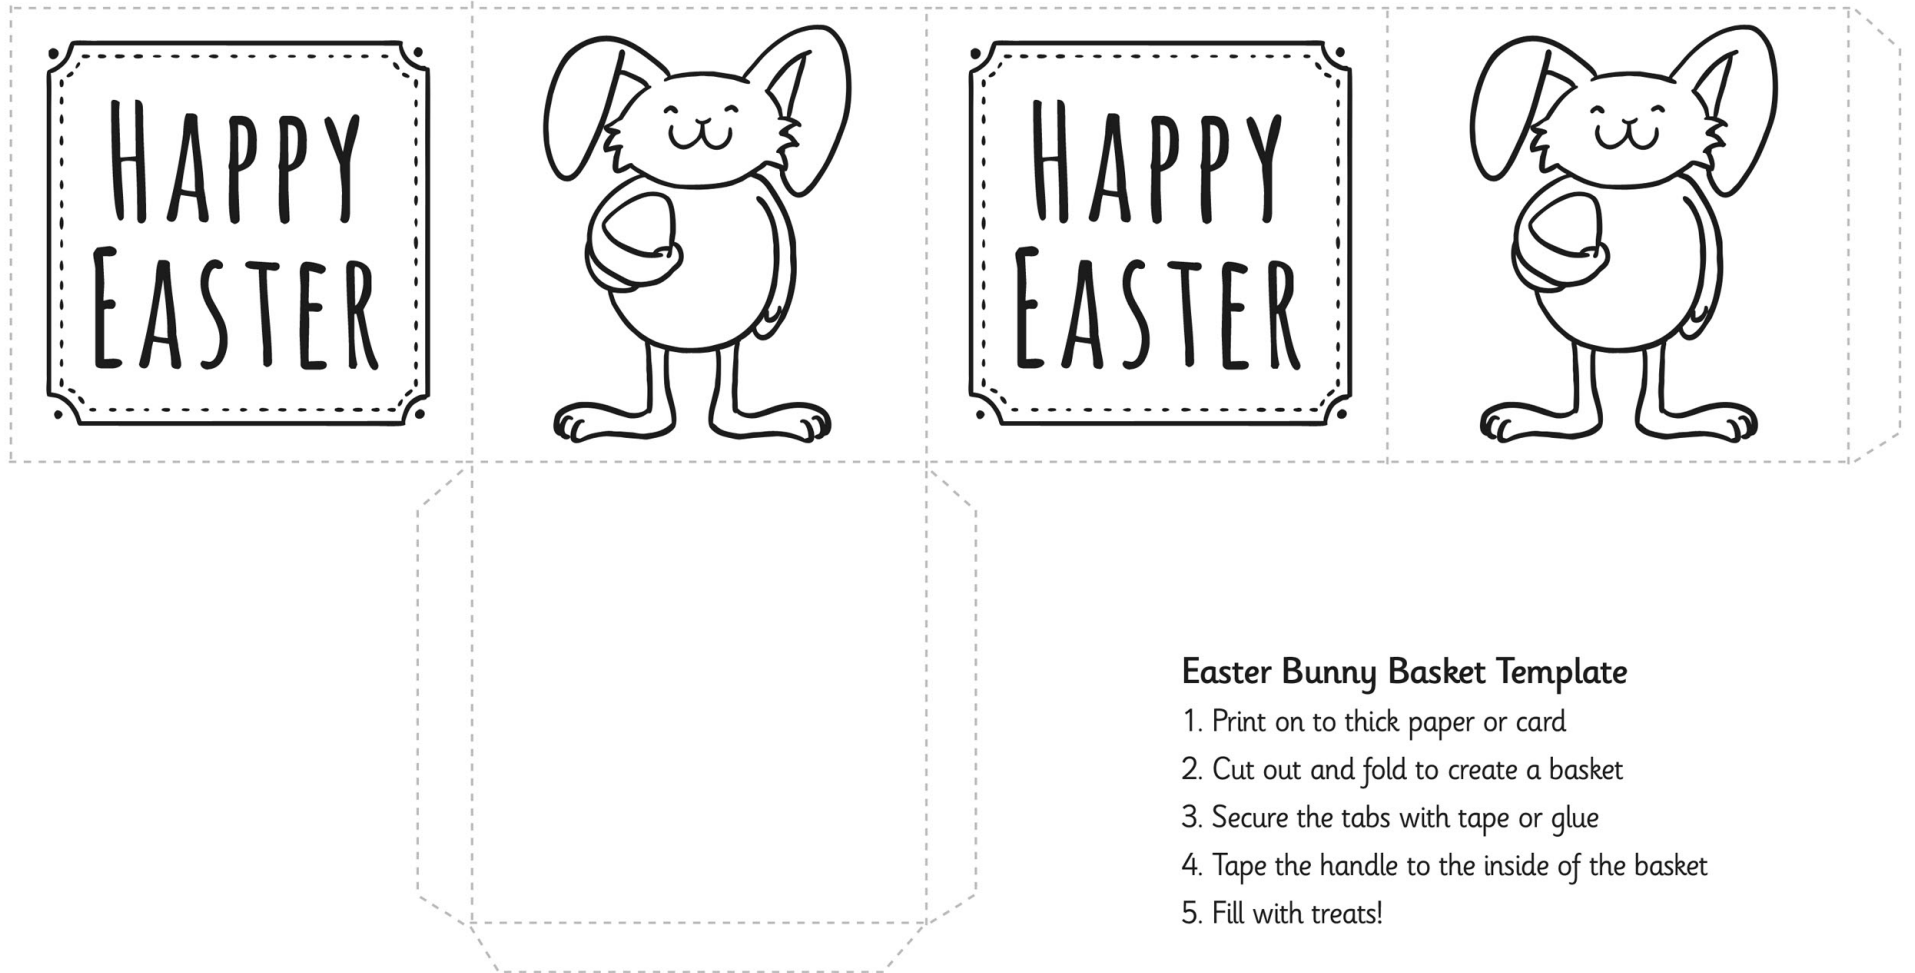 HAPPY
EASTER
HAPPY
EASTER
Easter Bunny Basket Template
1. Print on to thick paper or card
2. Cut out and fold to create a basket
3. Secure the tabs with tape or glue
4. Tape the handle to the inside of the basket
5. Fill with treats!